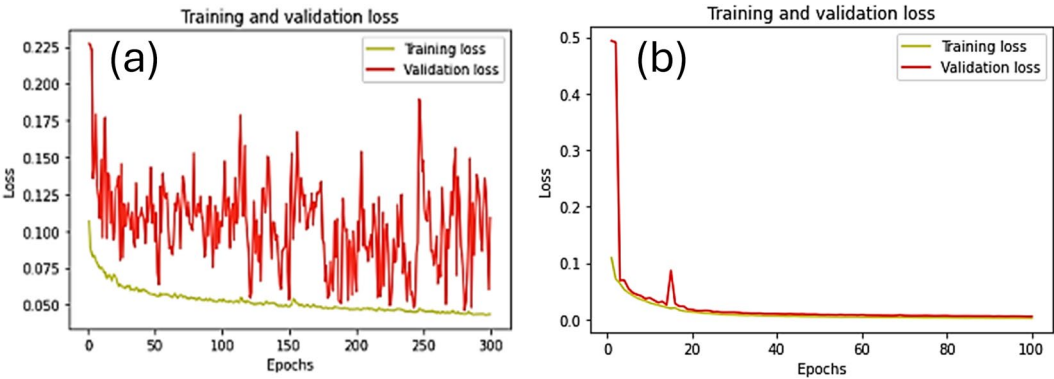 Training and validation loss
(a)
Training loss
Validation loss
0.225
0.200
0.175
0.150
0.125
0.100
0.075
0.050
Loss
0 50 100 150 200 250 300
Epochs
Training and validation loss
(b)
Training loss
Validation loss
0.5
0.4
0.3
0.2
0.1
0.0
Loss
0 20 40 60 80 100
Epochs